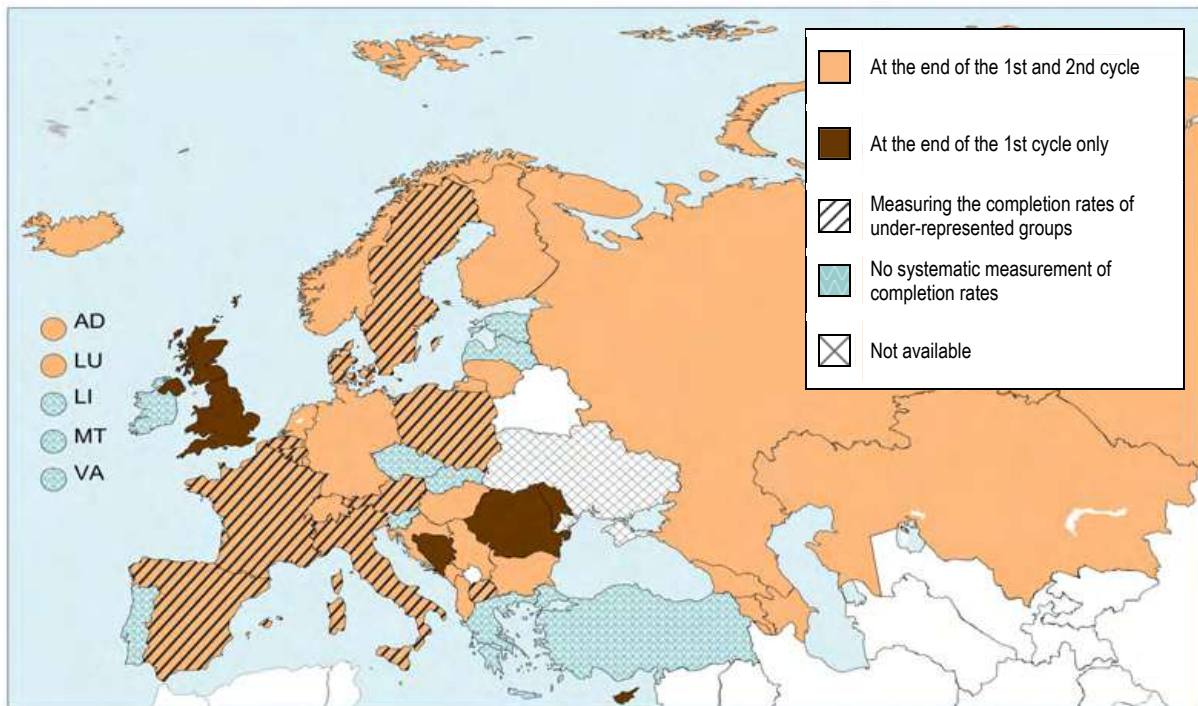 At the end of the 1st and 2nd cycle
At the end of the 1st cycle only
Measuring the completion rates of
under-represented groups
No systematic measurement of
completion rates
Not available
AD
LU
LI
MT
VA